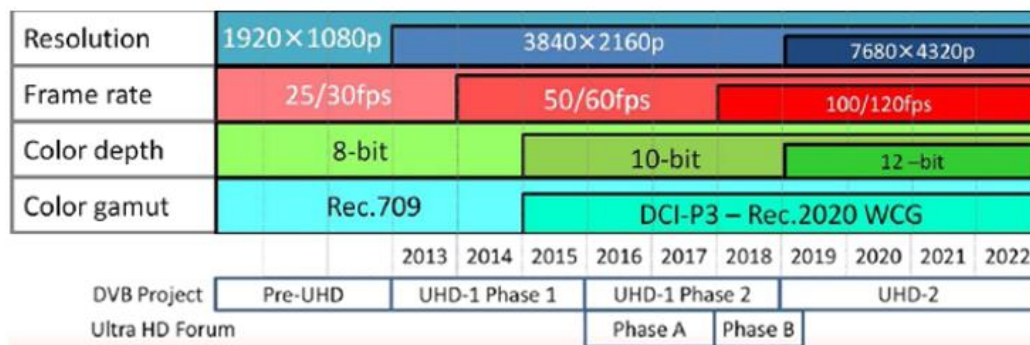 Resolution 1920×1080p 3840×2160p 7680×4320p
Frame rate 25/30fps 50/60fps 100/120fps
Color depth 8-bit 10-bit 12 –bit
Color gamut Rec.709 DCI-P3 – Rec.2020 WCG
2013 2014 2015 2016 2017 2018 2019 2020 2021 2022
DVB Project Pre-UHD UHD-1 Phase 1 UHD-1 Phase 2 UHD-2
Ultra HD Forum Phase A Phase B